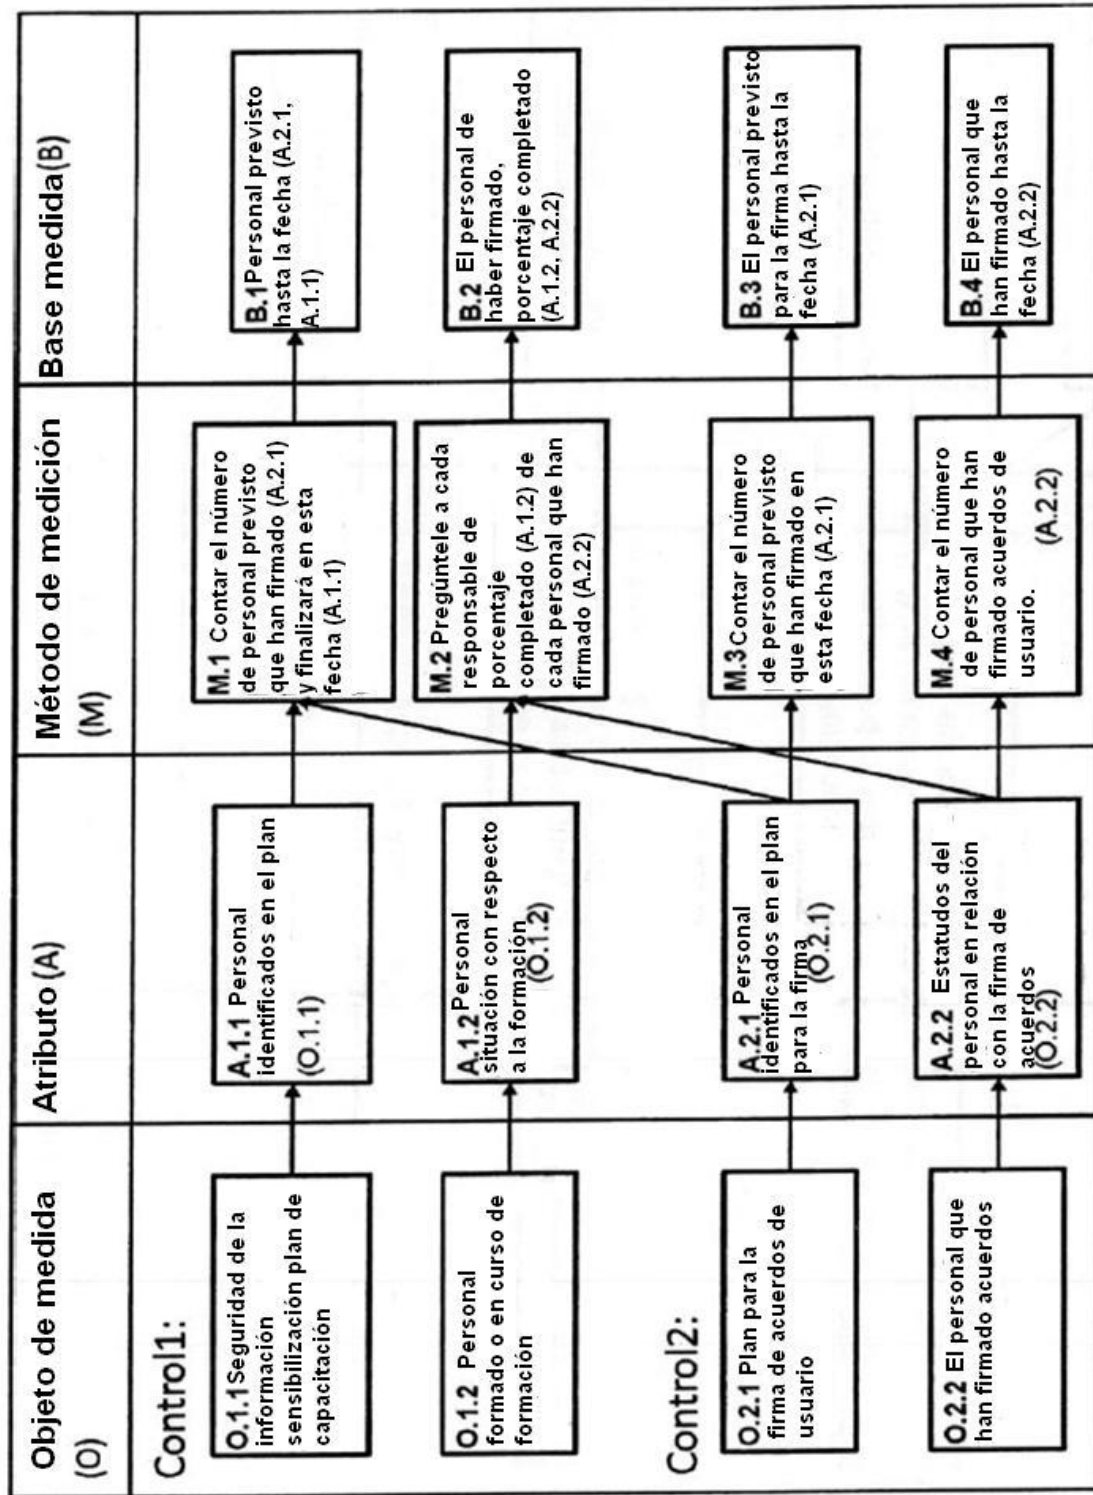 Objeto de medida
(O)
Atributo (A)
Método de medición
(M)
Base medida (B)
Control1:
O.1.1 Seguridad de la
información
sensibilización plan de
capacitación
A.1.1 Personal
identificados en el plan
(O.1.1)
M.1 Contar el número
de personal previsto
que han firmado (A.2.1)
y finalizará en esta
fecha (A.1.1)
B.1 Personal previsto
hasta la fecha (A.2.1,
A.1.1)
O.1.2 Personal
formado o en curso de
formación
A.1.2 Personal
situación con respecto
a la formación
(O.1.2)
M.2 Pregúntele a cada
responsable de
porcentaje
completado (A.1.2) de
cada personal que han
firmado (A.2.2)
B.2 El personal de
haber firmado,
porcentaje completado
(A.1.2, A.2.2)
Control2:
O.2.1 Plan para la
firma de acuerdos de
usuario
A.2.1 Personal
identificados en el plan
para la firma
(O.2.1)
M.3 Contar el número
de personal previsto
que han firmado en
esta fecha (A.2.1)
B.3 El personal previsto
para la firma hasta la
fecha (A.2.1)
O.2.2 El personal que
han firmado acuerdos
A.2.2 Estatudos del
personal en relación
con la firma de
acuerdos
(O.2.2)
M.4 Contar el número
de personal que han
firmado acuerdos de
usuario.
(A.2.2)
B.4 El personal que
han firmado hasta la
fecha (A.2.2)